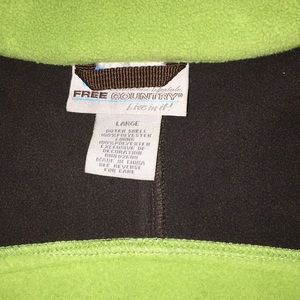 FREE COUNTRY
Live in it!
LARGE
OUTER SHELL
100%POLYESTER
LINING
100%POLYESTER
EXCLUSIVE OF
DECORATION
MADE IN CHINA
SEE REVERSE
FOR CARE